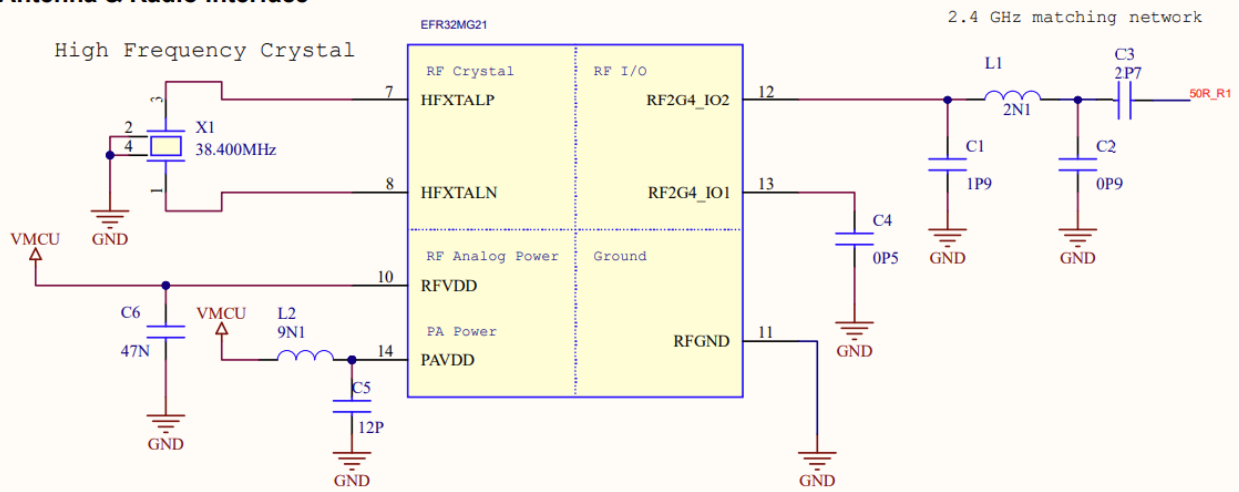 Antenna & Radio Interface
EFR32MG21
2.4 GHz matching network
High Frequency Crystal
RF Crystal
RF I/O
L1
C3
2P7
3
7
HFXTALP
RF2G4_IO2
12
2N1
50R_R1
2
X1
4
38.400MHz
C1
C2
1P9
0P9
1
8
HFXTALN
RF2G4_IO1
13
C4
0P5
GND
GND
GND
VMCU
RF Analog Power
Ground
10
RFVDD
C6
VMCU
L2
9N1
47N
PA Power
RFGND
11
GND
14
PAVDD
C5
12P
GND
GND
GND